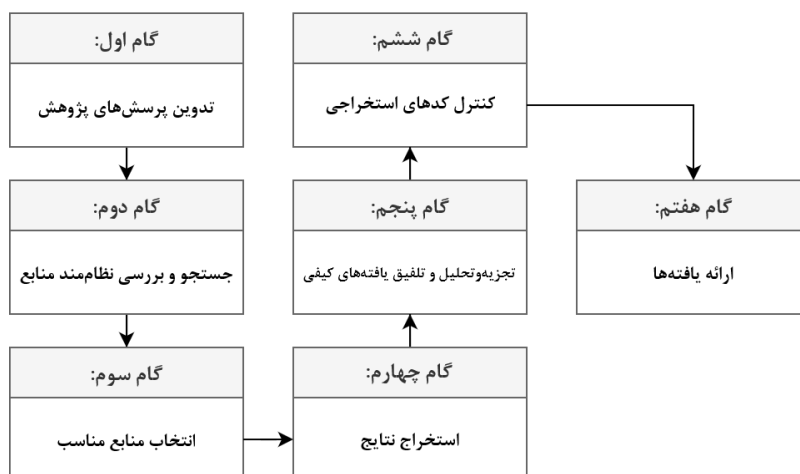 گام اول:
تدوین پرسش‌های پژوهش
گام دوم:
جستجو و بررسی نظام‌مند منابع
گام سوم:
انتخاب منابع مناسب
گام چهارم:
استخراج نتایج
گام پنجم:
تجزیه‌وتحلیل و تلفیق یافته‌های کیفی
گام ششم:
کنترل کدهای استخراجی
گام هفتم:
ارائه یافته‌ها